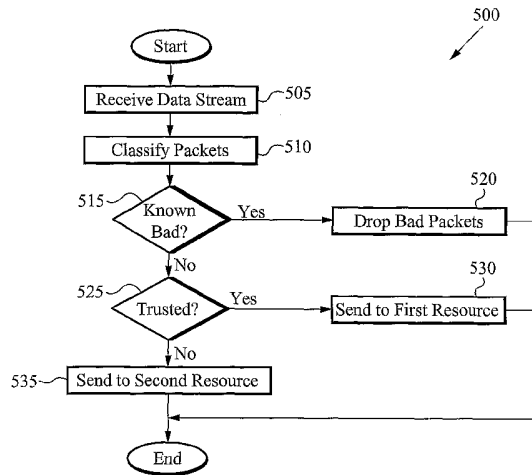 500
Start
Receive Data Stream
505
Classify Packets
510
515
Known
Bad?
Yes
520
Drop Bad Packets
No
525
Trusted?
Yes
530
Send to First Resource
No
535
Send to Second Resource
End